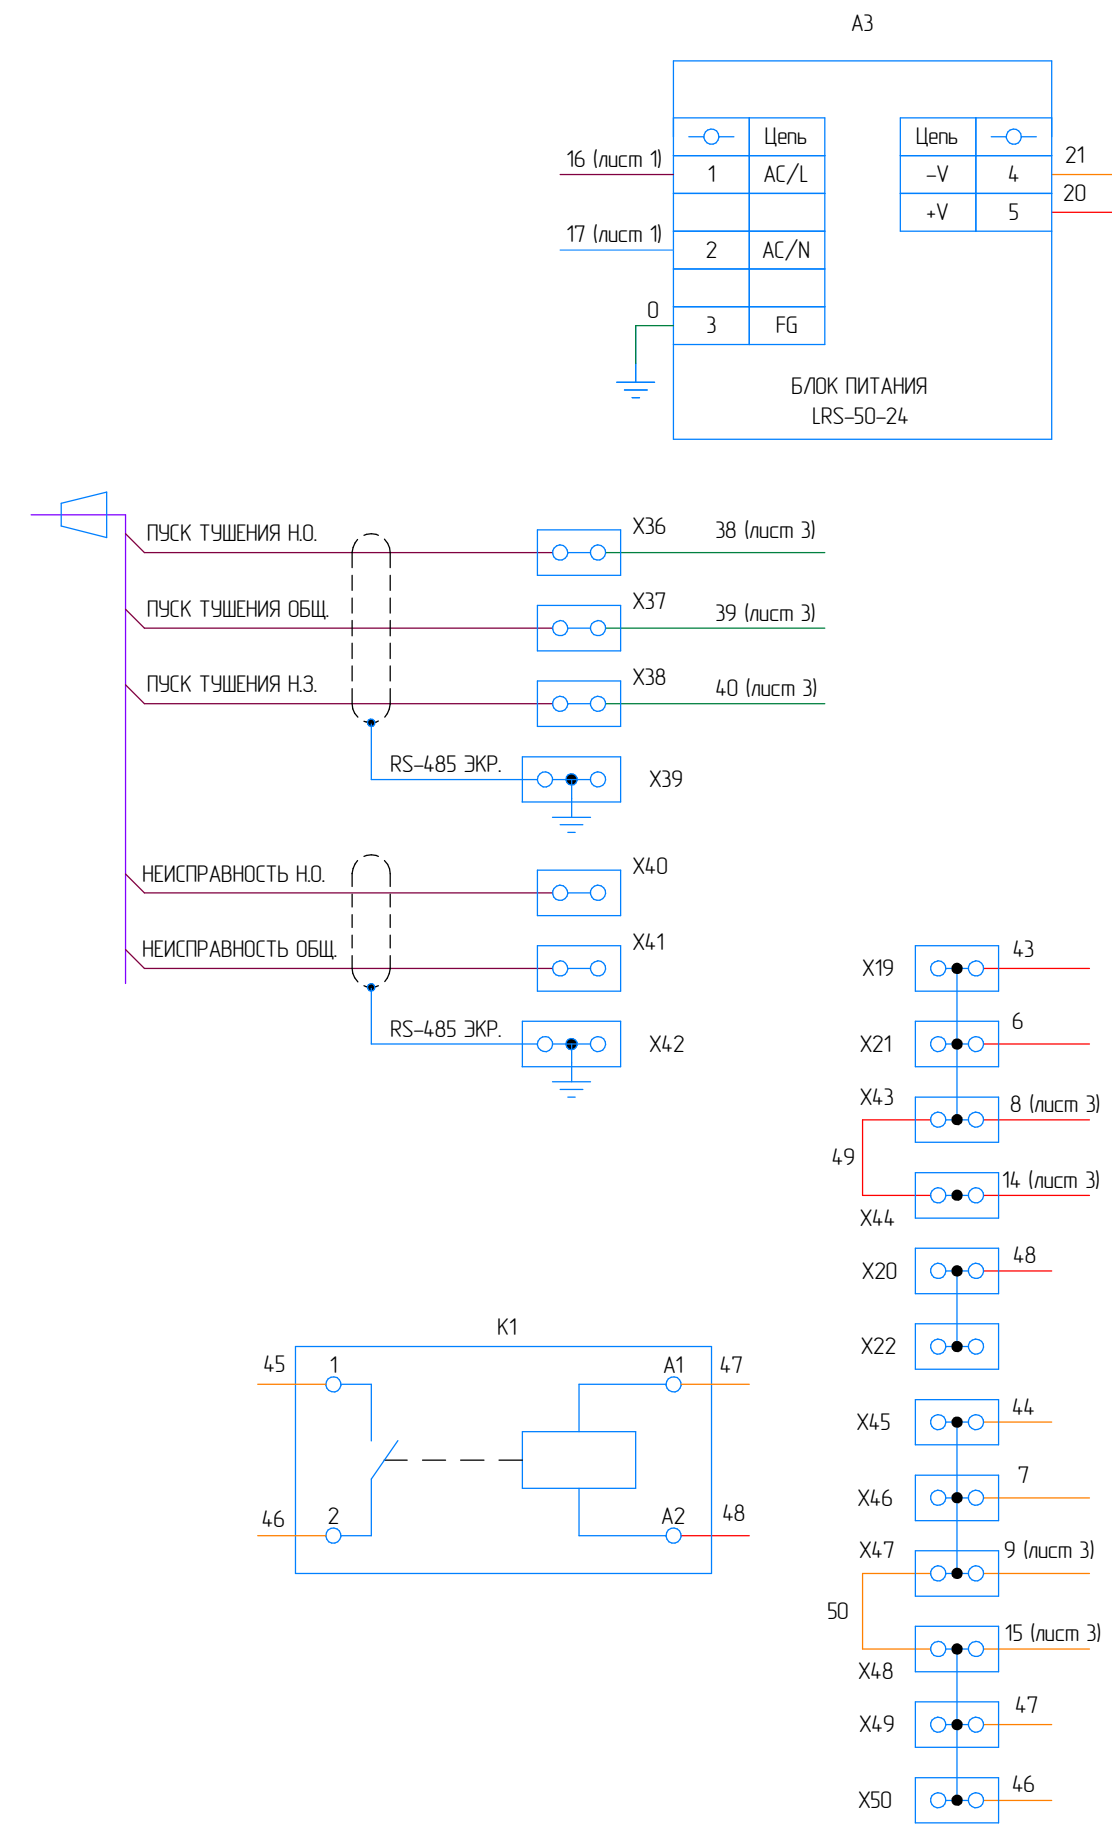 А3
Цепь
Цепь
16 (лист 1)
1
AC/L
-V
4
21
+V
5
20
17 (лист 1)
2
AC/N
0
3
FG
БЛОК ПИТАНИЯ
LRS-50-24
ПУСК ТУШЕНИЯ Н.О.
X36
38 (лист 3)
ПУСК ТУШЕНИЯ ОБЩ.
X37
39 (лист 3)
ПУСК ТУШЕНИЯ Н.З.
X38
40 (лист 3)
RS-485 ЭКР.
X39
НЕИСПРАВНОСТЬ Н.О.
X40
НЕИСПРАВНОСТЬ ОБЩ.
X41
RS-485 ЭКР.
X42
X19
43
X21
6
X43
8 (лист 3)
49
X44
14 (лист 3)
X20
48
X22
К1
45
1
А1
47
46
2
А2
48
X45
44
X46
7
X47
9 (лист 3)
50
X48
15 (лист 3)
X49
47
X50
46